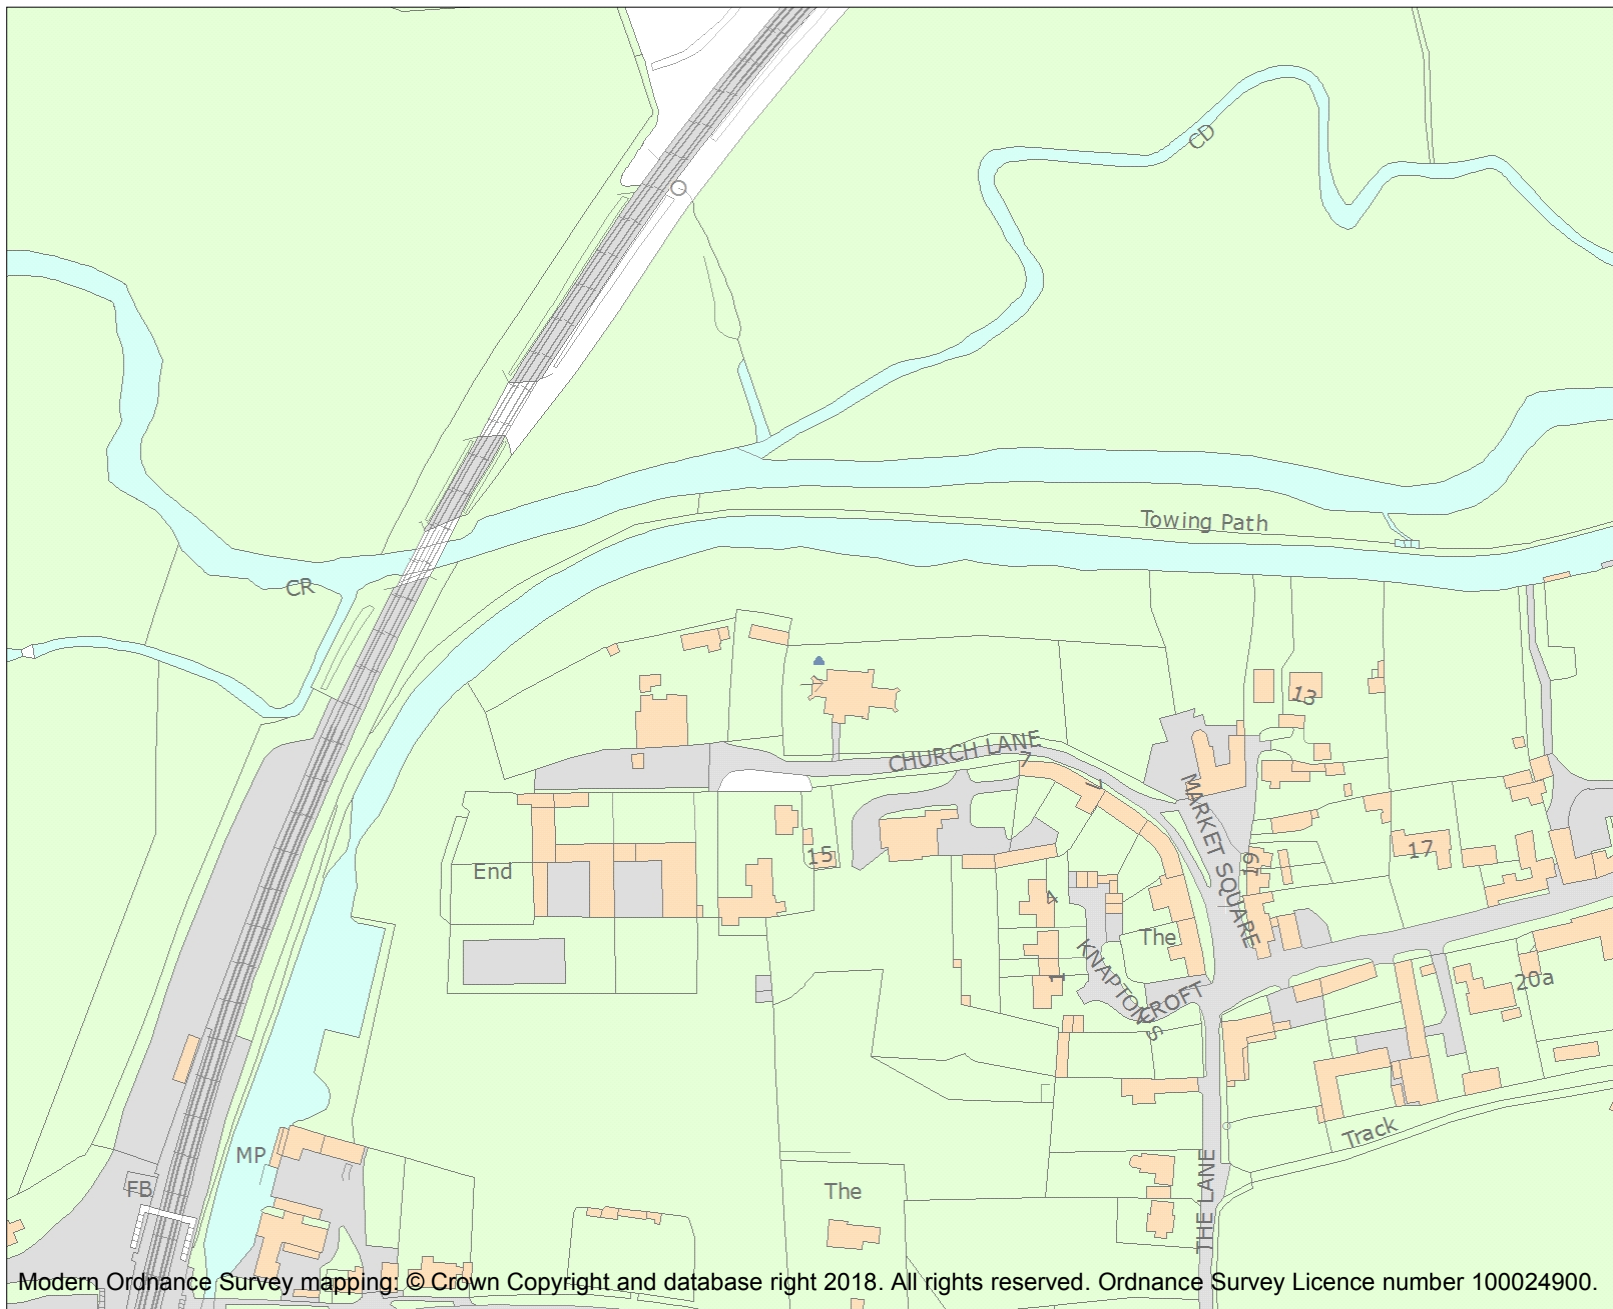 CD
Towing Path
CR
13
CHURCH LANE
7
MARKET SQUARE
15
17
19
End
4
The
KNAPTON'S
CROFT
1
20a
Track
MP
FB
The
THE LANE
Modern Ordnance Survey mapping: © Crown Copyright and database right 2018. All rights reserved. Ordnance Survey Licence number 100024900.